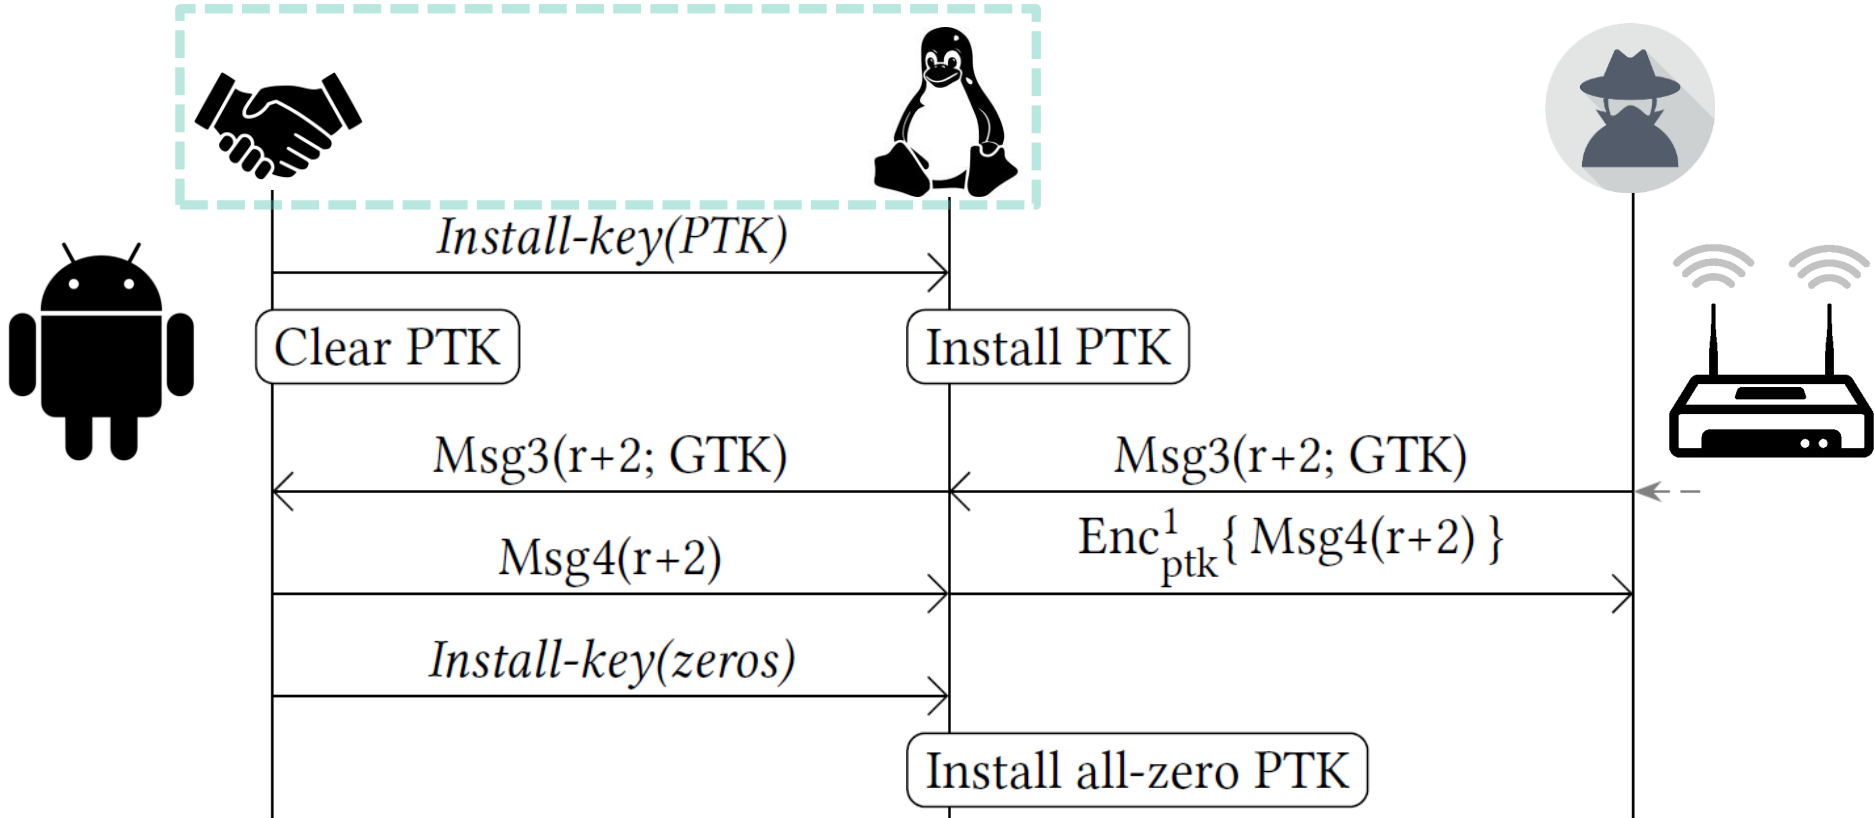 Install-key(PTK)
Clear PTK
Install PTK
Msg3(r+2; GTK)
Msg3(r+2; GTK)
Msg4(r+2)
Enc¹ₚₜₖ{ Msg4(r+2) }
Install-key(zeros)
Install all-zero PTK